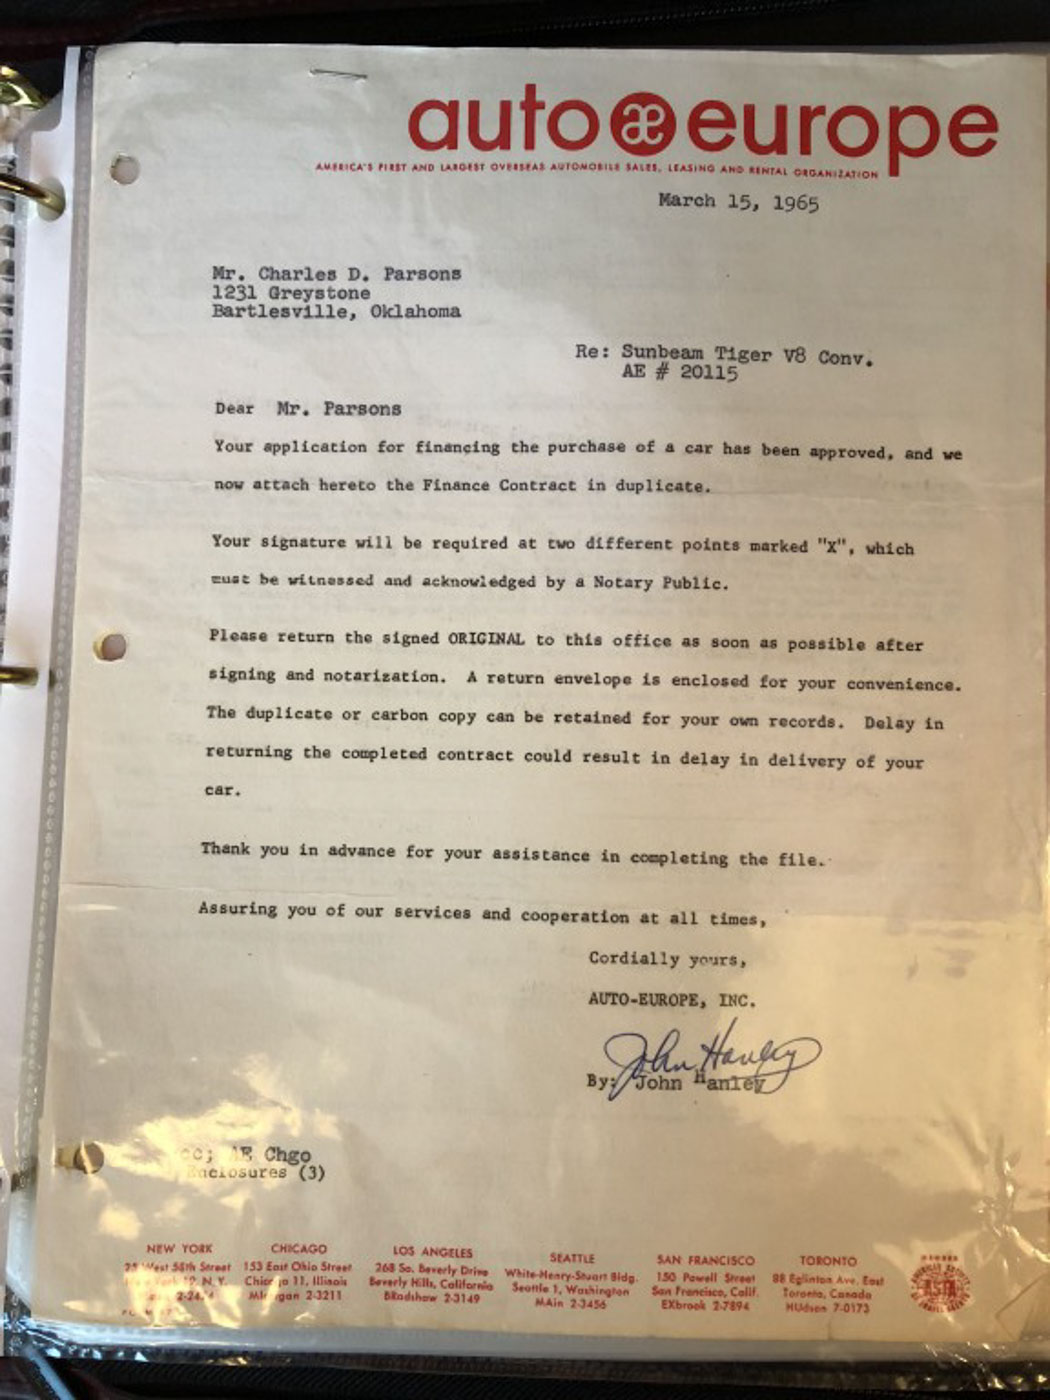 auto æ europe
AMERICA'S FIRST AND LARGEST OVERSEAS AUTOMOBILE SALES, LEASING AND RENTAL ORGANIZATION
March 15, 1965
Mr. Charles D. Parsons
1231 Greystone
Bartlesville, Oklahoma
Re: Sunbeam Tiger V8 Conv.
AE # 20115
Dear Mr. Parsons
Your application for financing the purchase of a car has been approved, and we
now attach hereto the Finance Contract in duplicate.
Your signature will be required at two different points marked "X", which
must be witnessed and acknowledged by a Notary Public.
Please return the signed ORIGINAL to this office as soon as possible after
signing and notarization. A return envelope is enclosed for your convenience.
The duplicate or carbon copy can be retained for your own records. Delay in
returning the completed contract could result in delay in delivery of your
car.
Thank you in advance for your assistance in completing the file.
Assuring you of our services and cooperation at all times,
Cordially yours,
AUTO-EUROPE, INC.
John Hanley
By: John Hanley
cc; AE Chgo
Enclosures (3)
NEW YORK
West 58th Street
N. Y.
CHICAGO
153 East Ohio Street
Chicago 11, Illinois
Michigan 2-3211
LOS ANGELES
268 So. Beverly Drive
Beverly Hills, California
BRadshaw 2-3149
SEATTLE
White-Henry-Stuart Bldg.
Seattle 1, Washington
MAin 2-3456
SAN FRANCISCO
150 Powell Street
San Francisco, Calif.
EXbrook 2-7894
TORONTO
88 Eglinton Ave. East
Toronto, Canada
HUdson 7-0173
MEMBER
ASTA